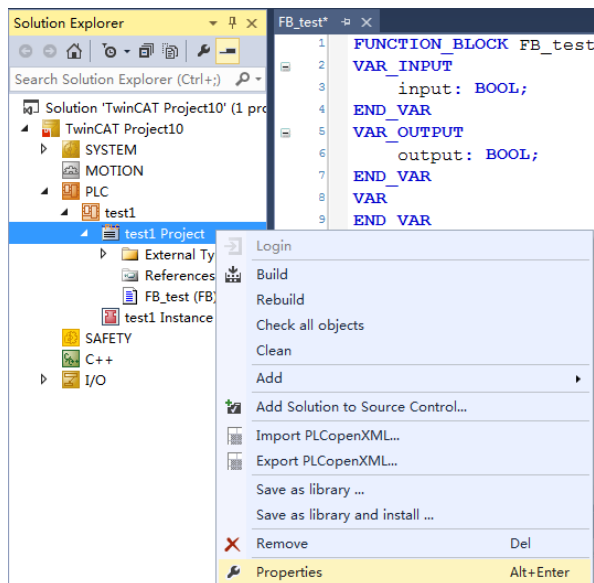 Solution Explorer
Search Solution Explorer (Ctrl+;)
Solution 'TwinCAT Project10' (1 pro
TwinCAT Project10
SYSTEM
MOTION
PLC
test1
test1 Project
External Ty
References
FB_test (FB)
test1 Instance
SAFETY
C++
I/O
FB_test*
1 FUNCTION_BLOCK FB_test
2 VAR_INPUT
3 input: BOOL;
4 END_VAR
5 VAR_OUTPUT
6 output: BOOL;
7 END_VAR
8 VAR
9 END_VAR
Login
Build
Rebuild
Check all objects
Clean
Add
Add Solution to Source Control...
Import PLCopenXML...
Export PLCopenXML...
Save as library ...
Save as library and install ...
Remove Del
Properties Alt+Enter